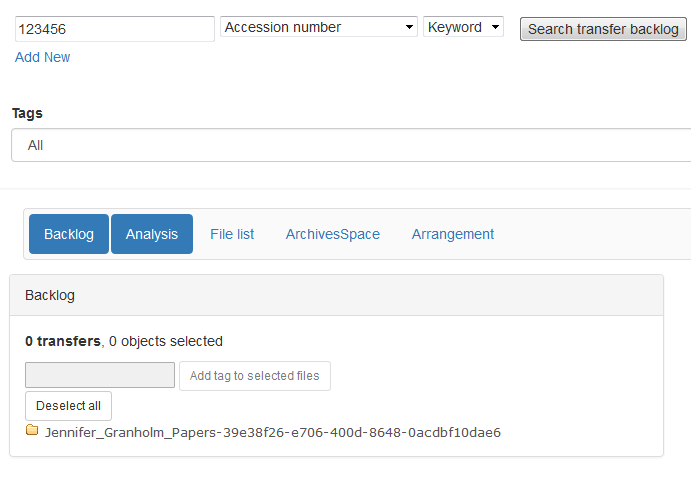 123456 Accession number Keyword Search transfer backlog
Add New
Tags
All
Backlog Analysis File list ArchivesSpace Arrangement
Backlog
0 transfers, 0 objects selected
Add tag to selected files
Deselect all
Jennifer_Granholm_Papers-39e38f26-e706-400d-8648-0acdbf10dae6